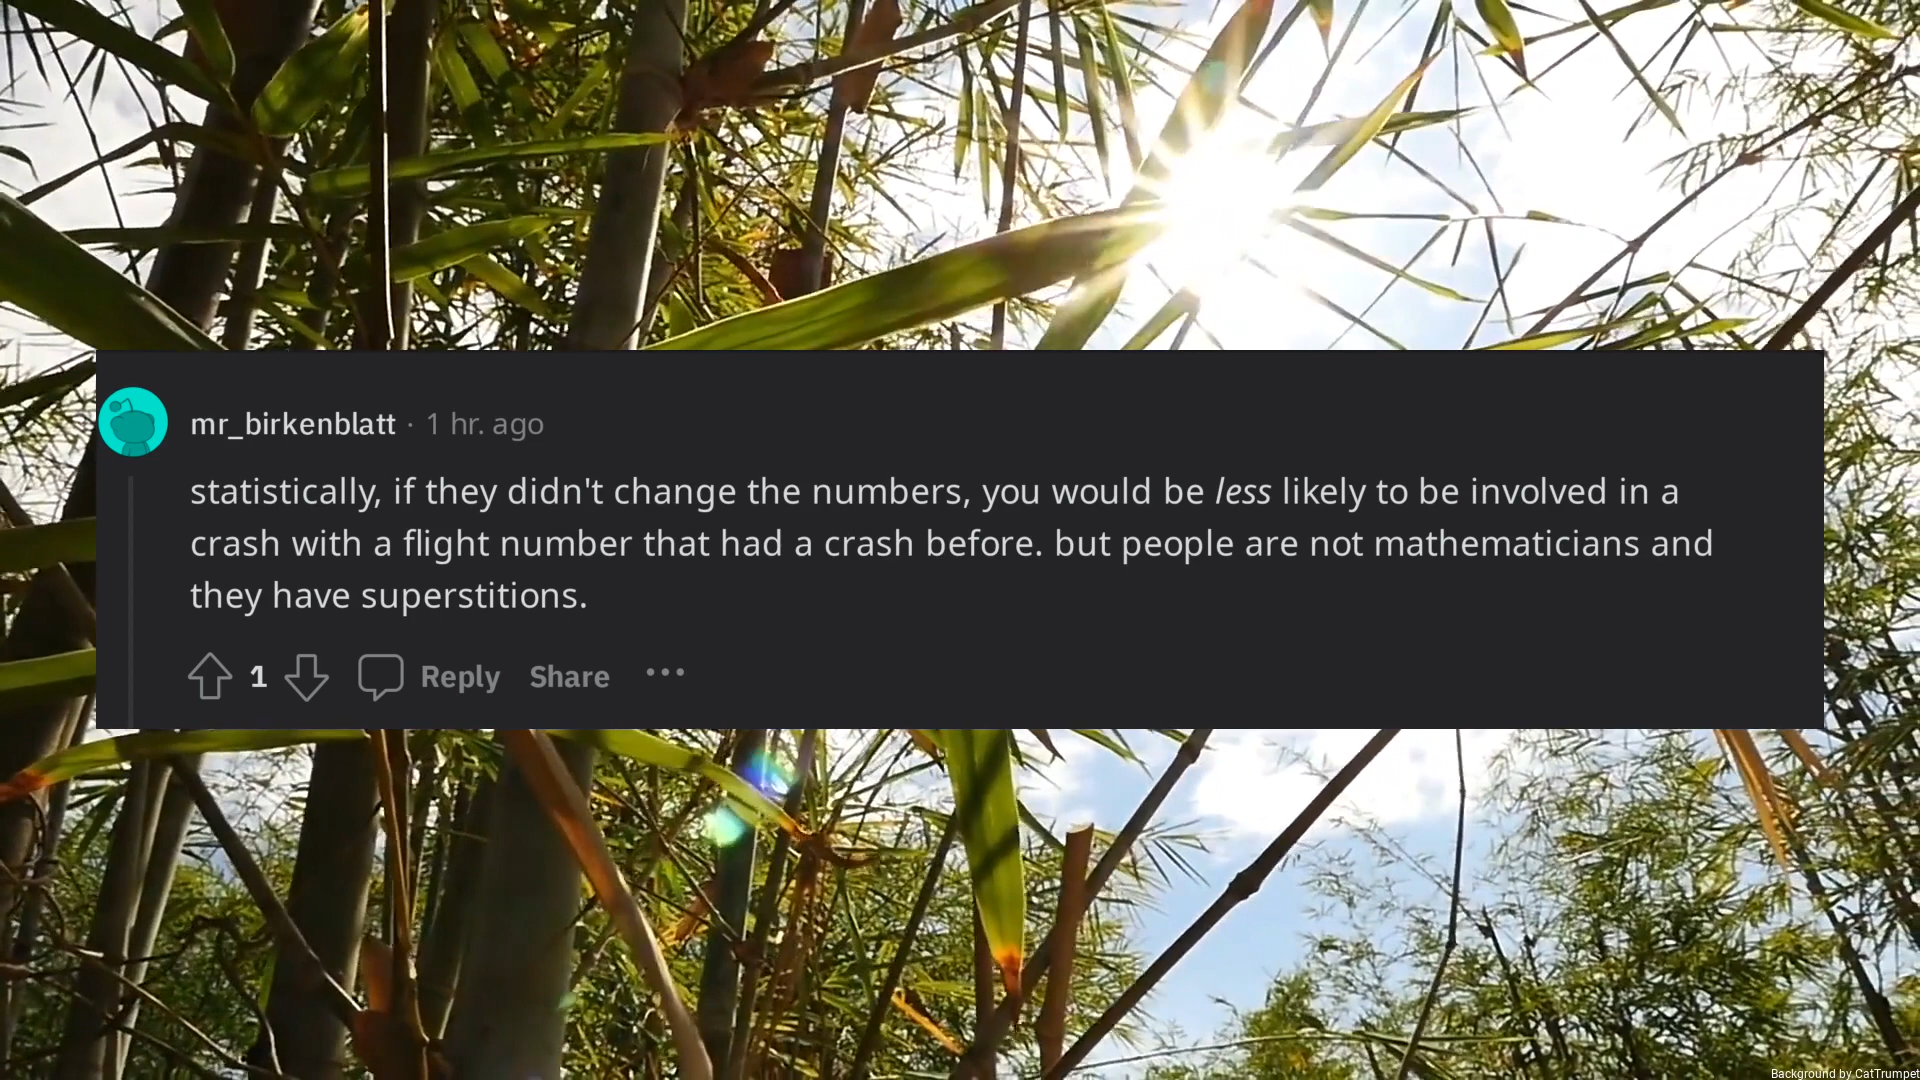 mr_birkenblatt · 1 hr. ago
statistically, if they didn't change the numbers, you would be less likely to be involved in a
crash with a flight number that had a crash before. but people are not mathematicians and
they have superstitions.
1 Reply Share ···
Background by CatTrumpet